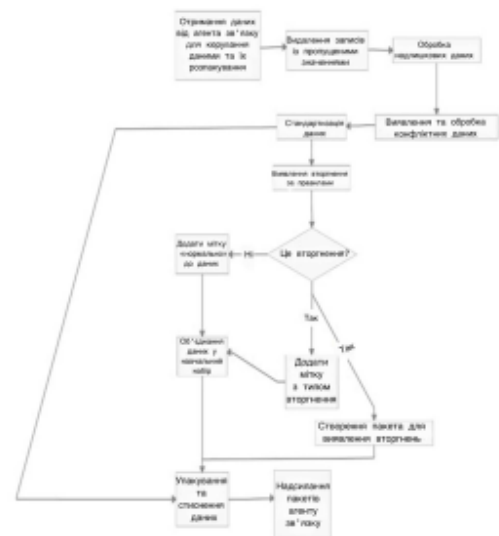 Отримання даних
від агента зв'язку
для керування
даними та їх
розпакування
Видалення записів
із пропущеними
значеннями
Обробка
надлишкових даних
Виявлення та обробка
конфліктних даних
Стандартизація
даних
Виявлення вторгнення
за правилами
Це вторгнення?
Ні
Додати мітку
«нормально»
до даних
Так
Так
Об'єднання
даних у
навчальний
набір
Додати
мітку
з типом
вторгнення
Створення пакета для
виявлення вторгнень
Упакування
та
стиснення
даних
Надсилання
пакетів
агенту
зв'язку